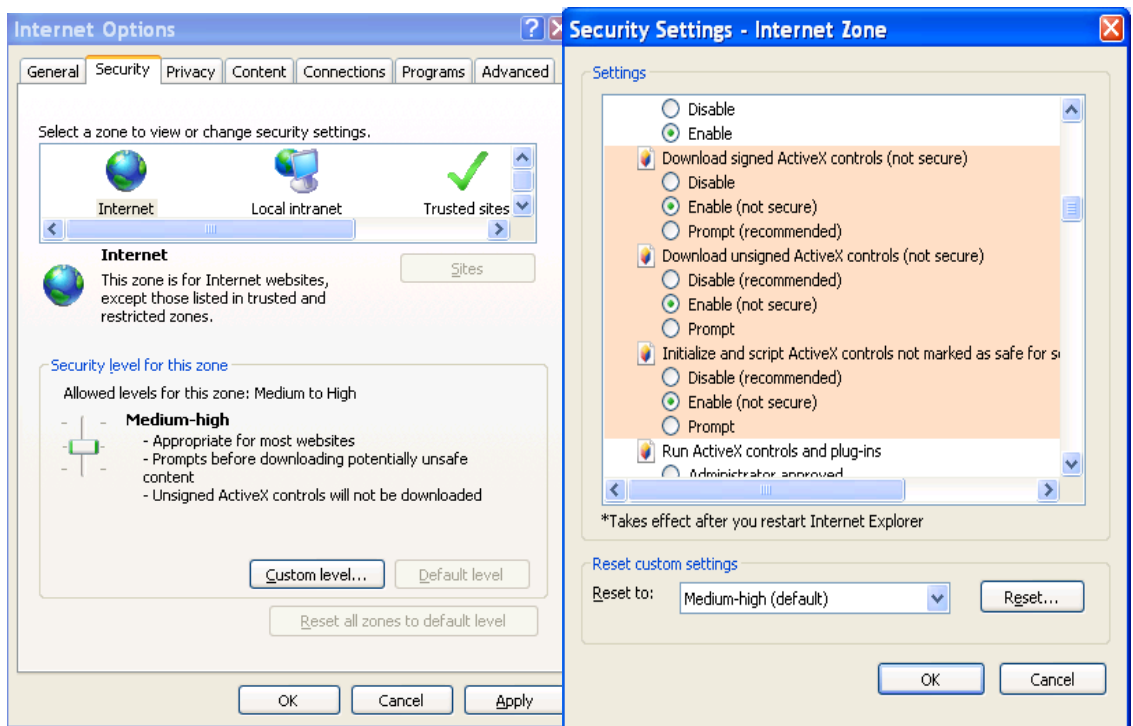 Internet Options
General Security Privacy Content Connections Programs Advanced
Select a zone to view or change security settings.
Internet Local intranet Trusted sites
Internet
This zone is for Internet websites,
except those listed in trusted and
restricted zones.
Sites
Security level for this zone
Allowed levels for this zone: Medium to High
Medium-high
- Appropriate for most websites
- Prompts before downloading potentially unsafe
content
- Unsigned ActiveX controls will not be downloaded
Custom level... Default level
Reset all zones to default level
OK Cancel Apply
Security Settings - Internet Zone
Settings
Disable
Enable
Download signed ActiveX controls (not secure)
Disable
Enable (not secure)
Prompt (recommended)
Download unsigned ActiveX controls (not secure)
Disable (recommended)
Enable (not secure)
Prompt
Initialize and script ActiveX controls not marked as safe for s
Disable (recommended)
Enable (not secure)
Prompt
Run ActiveX controls and plug-ins
Administrator approved
*Takes effect after you restart Internet Explorer
Reset custom settings
Reset to: Medium-high (default) Reset...
OK Cancel